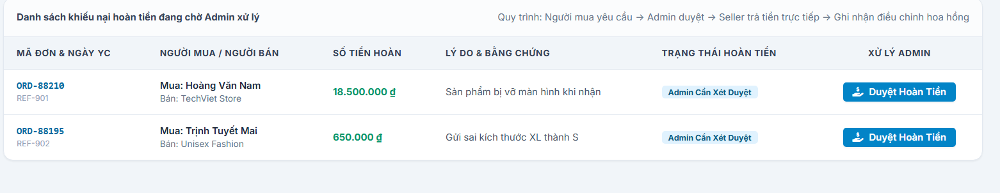 Danh sách khiếu nại hoàn tiền đang chờ Admin xử lý
Quy trình: Người mua yêu cầu → Admin duyệt → Seller trả tiền trực tiếp → Ghi nhận điều chỉnh hoa hồng
MÃ ĐƠN & NGÀY YC
NGƯỜI MUA / NGƯỜI BÁN
SỐ TIỀN HOÀN
LÝ DO & BẰNG CHỨNG
TRẠNG THÁI HOÀN TIỀN
XỬ LÝ ADMIN
ORD-88210
REF-901
Mua: Hoàng Văn Nam
Bán: TechViet Store
18.500.000 ₫
Sản phẩm bị vỡ màn hình khi nhận
Admin Cần Xét Duyệt
Duyệt Hoàn Tiền
ORD-88195
REF-902
Mua: Trịnh Tuyết Mai
Bán: Unisex Fashion
650.000 ₫
Gửi sai kích thước XL thành S
Admin Cần Xét Duyệt
Duyệt Hoàn Tiền